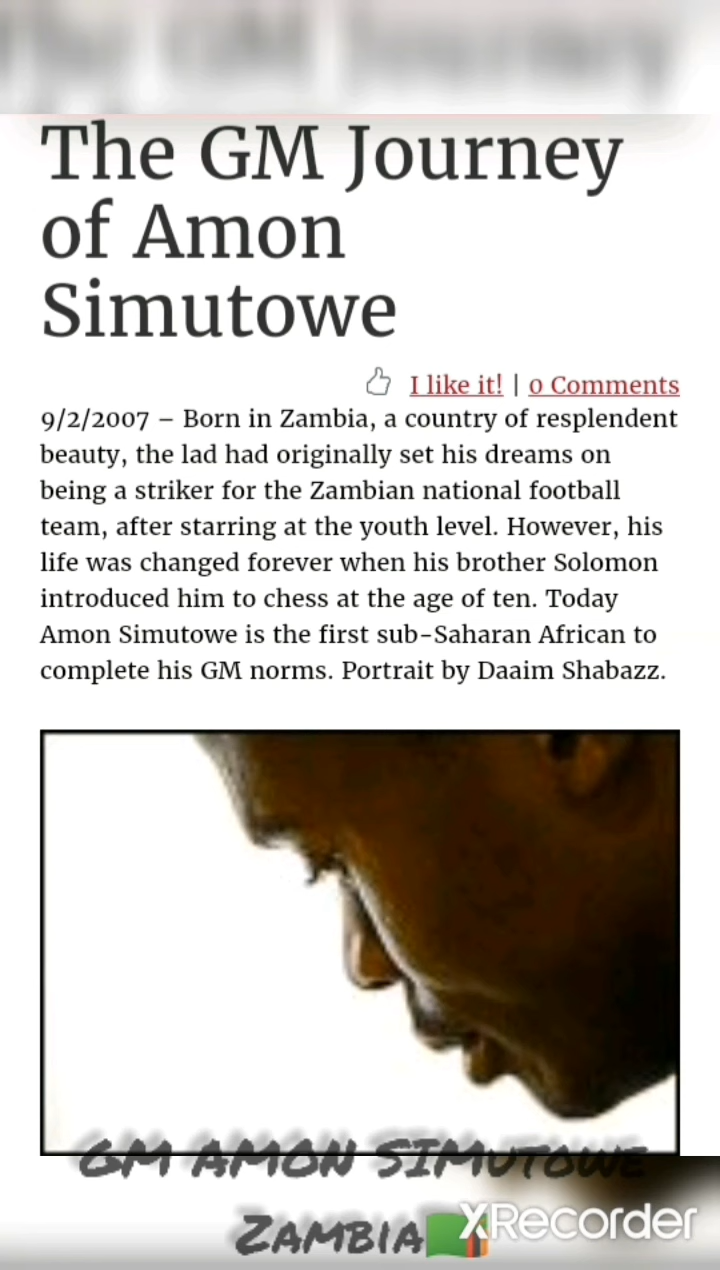 The GM Journey
of Amon
Simutowe
I like it! | 0 Comments
9/2/2007 – Born in Zambia, a country of resplendent
beauty, the lad had originally set his dreams on
being a striker for the Zambian national football
team, after starring at the youth level. However, his
life was changed forever when his brother Solomon
introduced him to chess at the age of ten. Today
Amon Simutowe is the first sub-Saharan African to
complete his GM norms. Portrait by Daaim Shabazz.
GM AMON SIMUTOWE
ZAMBIA🇿🇲
XRecorder